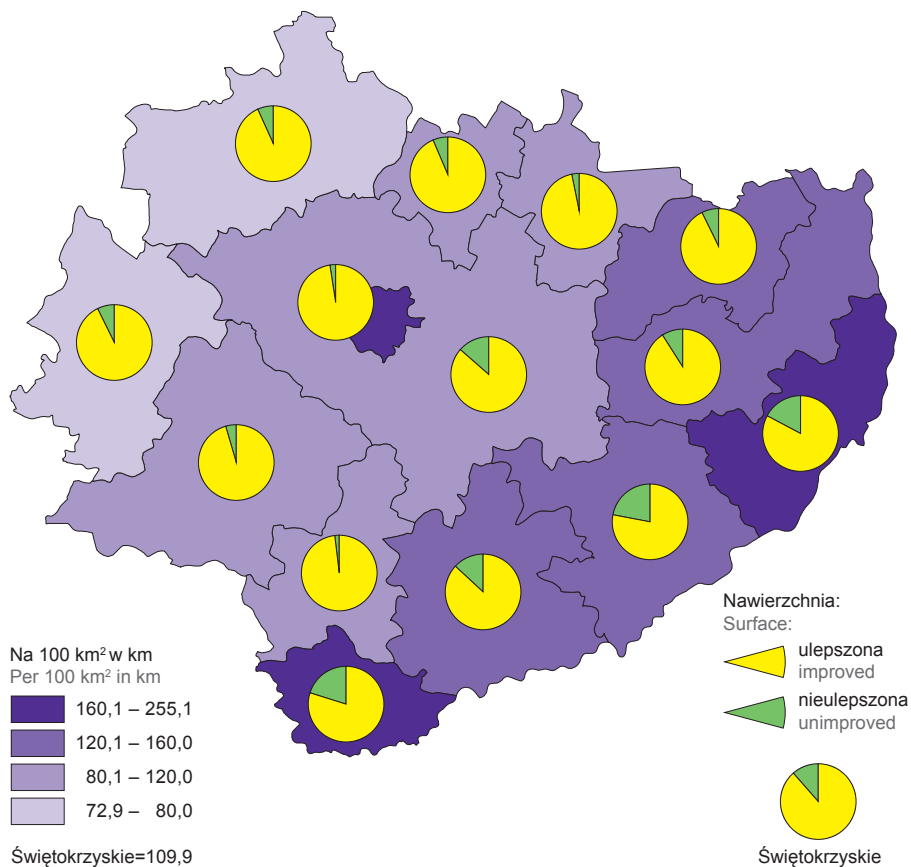 Nawierzchnia:
Surface:
ulepszona
improved
nieulepszona
unimproved
Świętokrzyskie
Na 100 km² w km
Per 100 km² in km
160,1 – 255,1
120,1 – 160,0
80,1 – 120,0
72,9 – 80,0
Świętokrzyskie=109,9